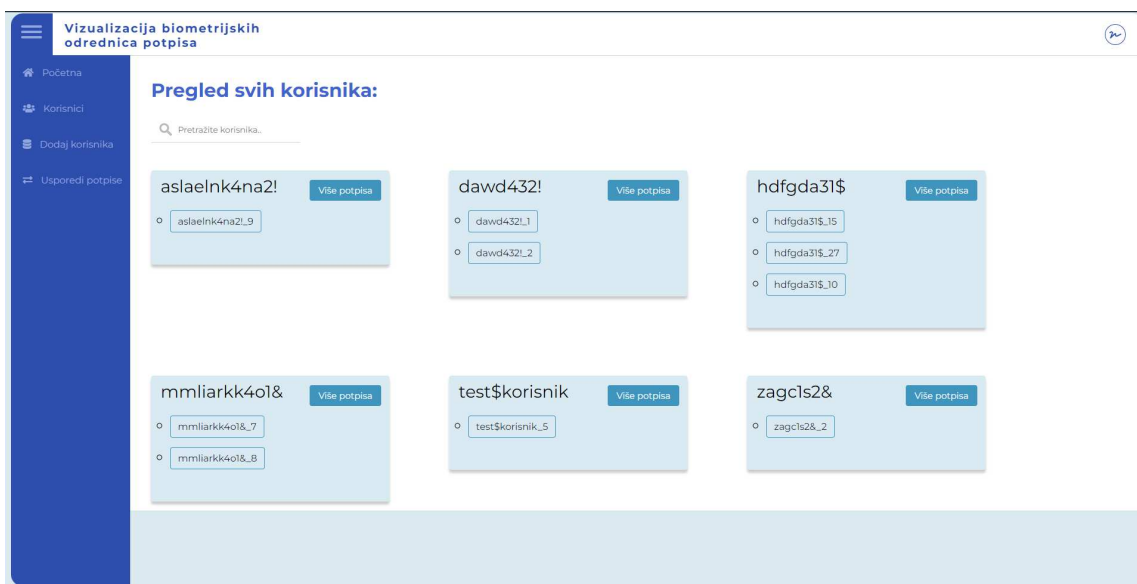 Vizualizacija biometrijskih
odrednica potpisa
Početna
Korisnici
Dodaj korisnika
Usporedi potpise
Pregled svih korisnika:
Pretražite korisnika..
aslaelnk4na2!
Više potpisa
aslaelnk4na2!_9
dawd432!
Više potpisa
dawd432!_1
dawd432!_2
hdfgda31$
Više potpisa
hdfgda31$_15
hdfgda31$_27
hdfgda31$_10
mmliarkk4o1&
Više potpisa
mmliarkk4o1&_7
mmliarkk4o1&_8
test$korisnik
Više potpisa
test$korisnik_5
zagc1s2&
Više potpisa
zagc1s2&_2